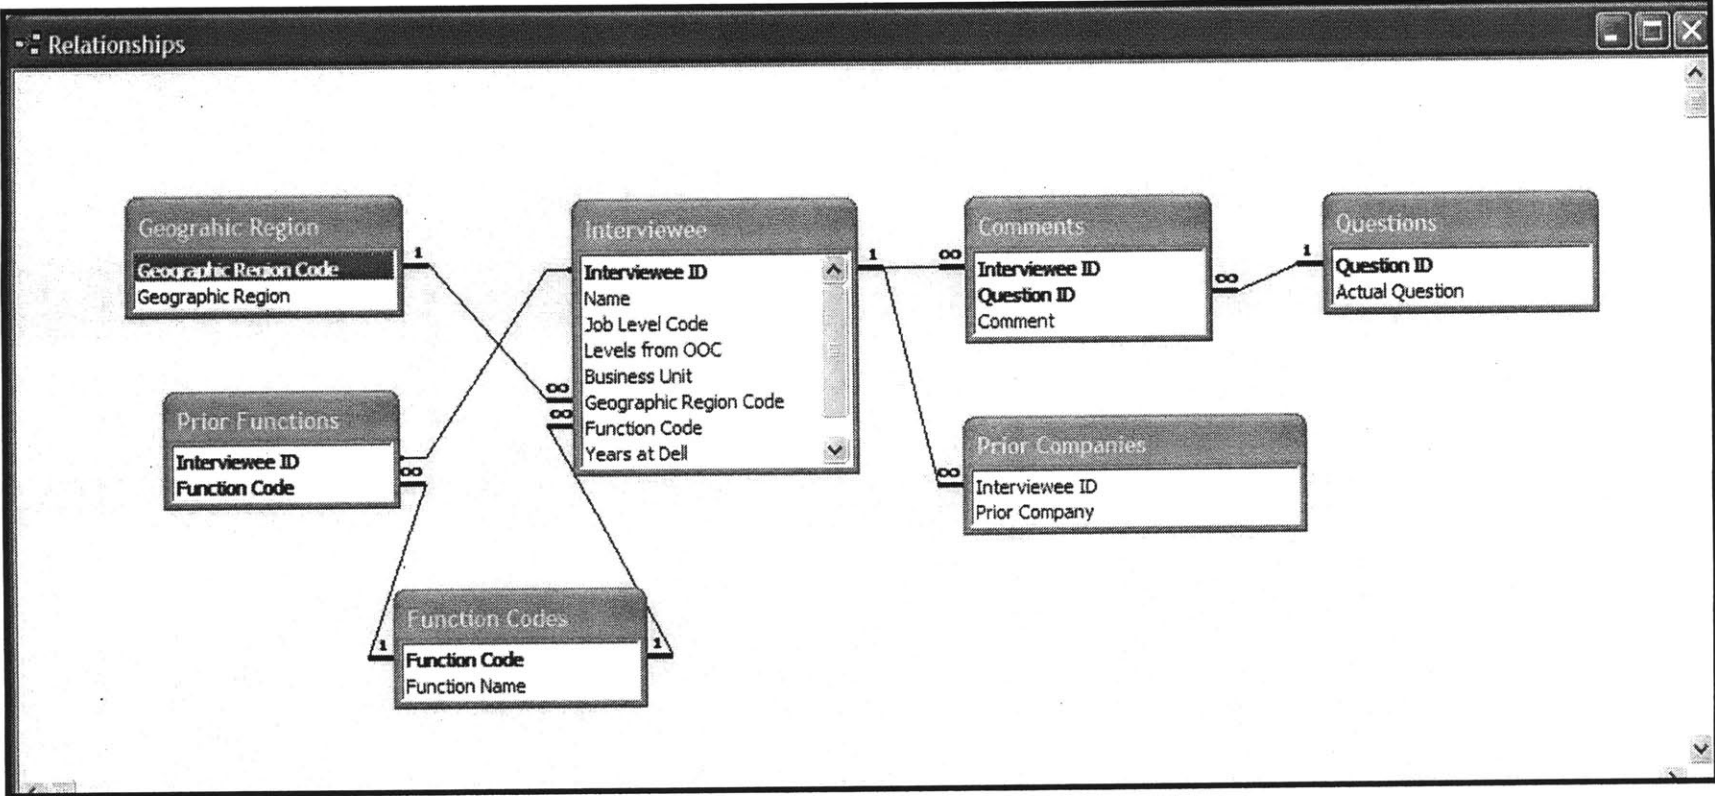 Relationships
Geograhic Region
Geographic Region Code
Geographic Region
1
Interviewee
Interviewee ID
Name
Job Level Code
Levels from OOC
Business Unit
Geographic Region Code
Function Code
Years at Dell
∞
∞
1
Comments
Interviewee ID
Question ID
Comment
∞
∞
Questions
Question ID
Actual Question
1
Prior Functions
Interviewee ID
Function Code
∞
Prior Companies
Interviewee ID
Prior Company
∞
Function Codes
Function Code
Function Name
1
1